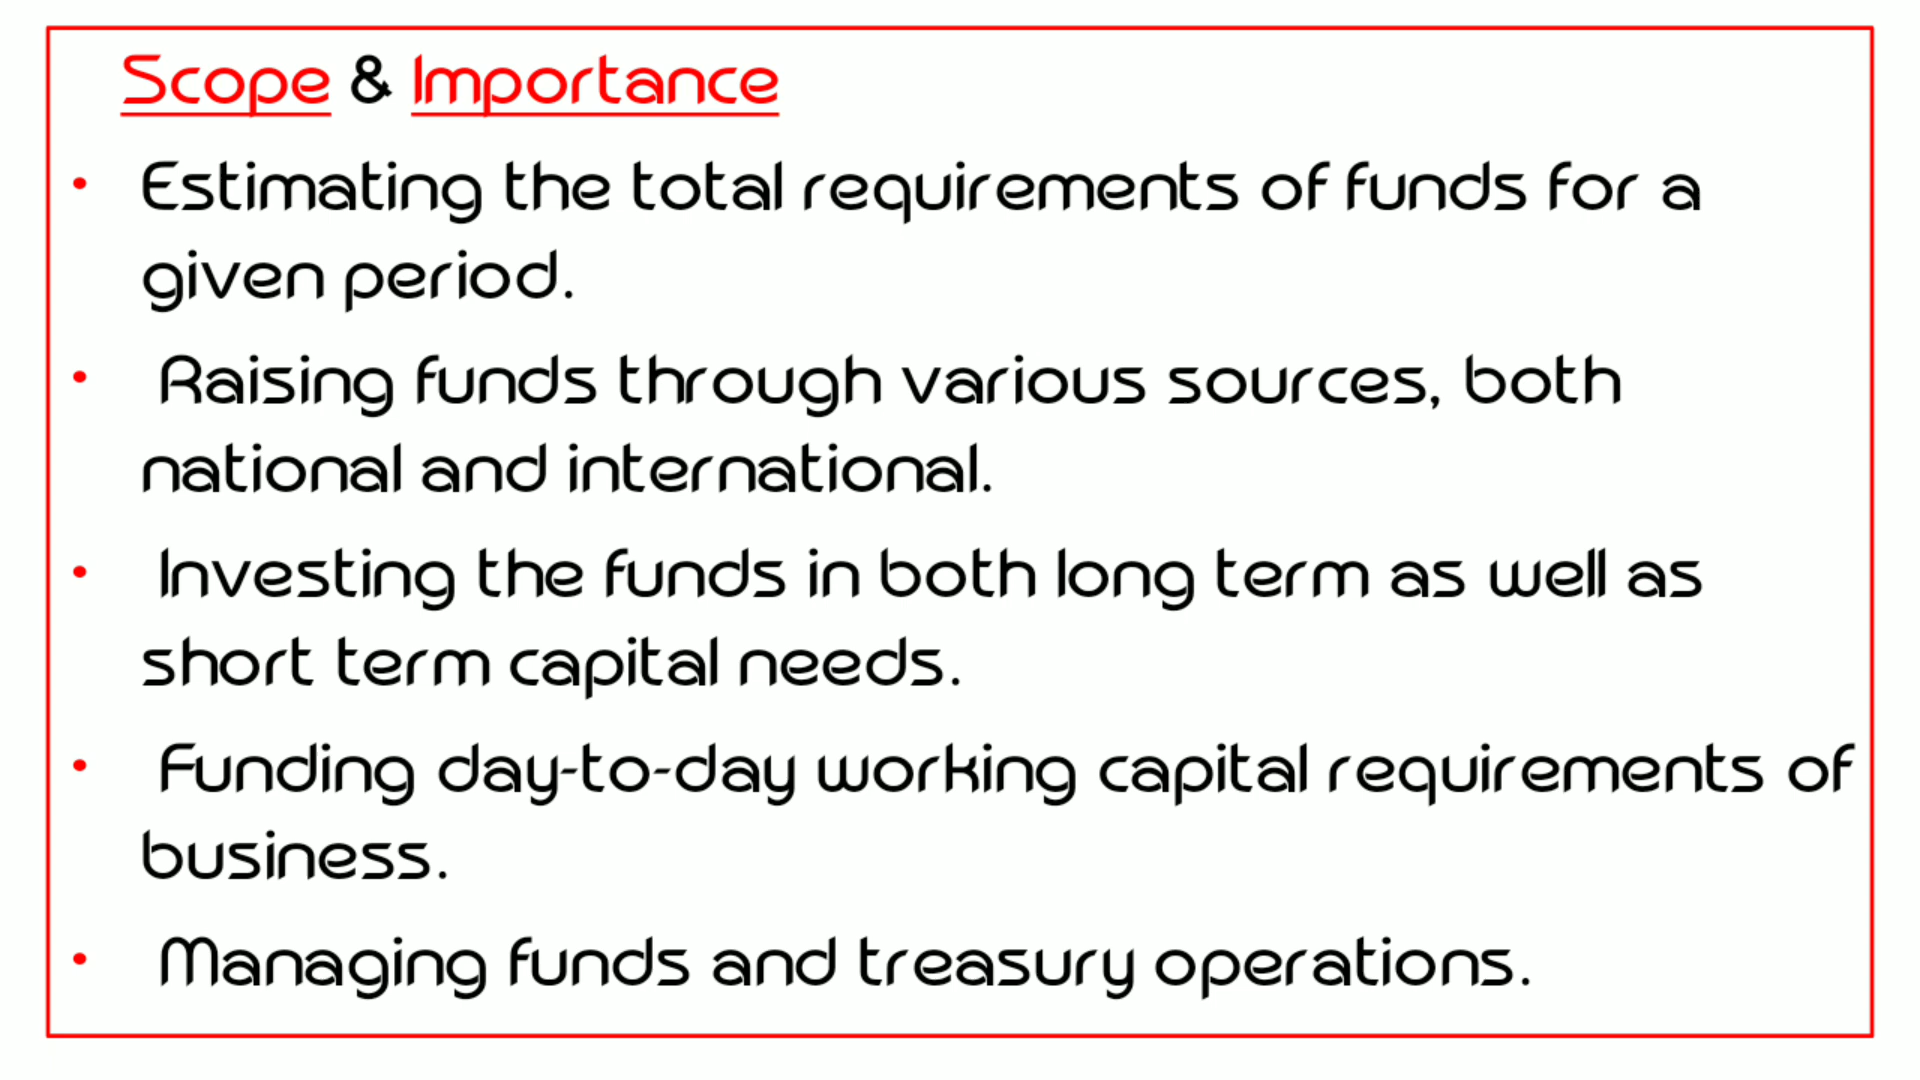 Scope & Importance
• Estimating the total requirements of funds for a
given period.
• Raising funds through various sources, both
national and international.
• Investing the funds in both long term as well as
short term capital needs.
• Funding day-to-day working capital requirements of
business.
• Managing funds and treasury operations.